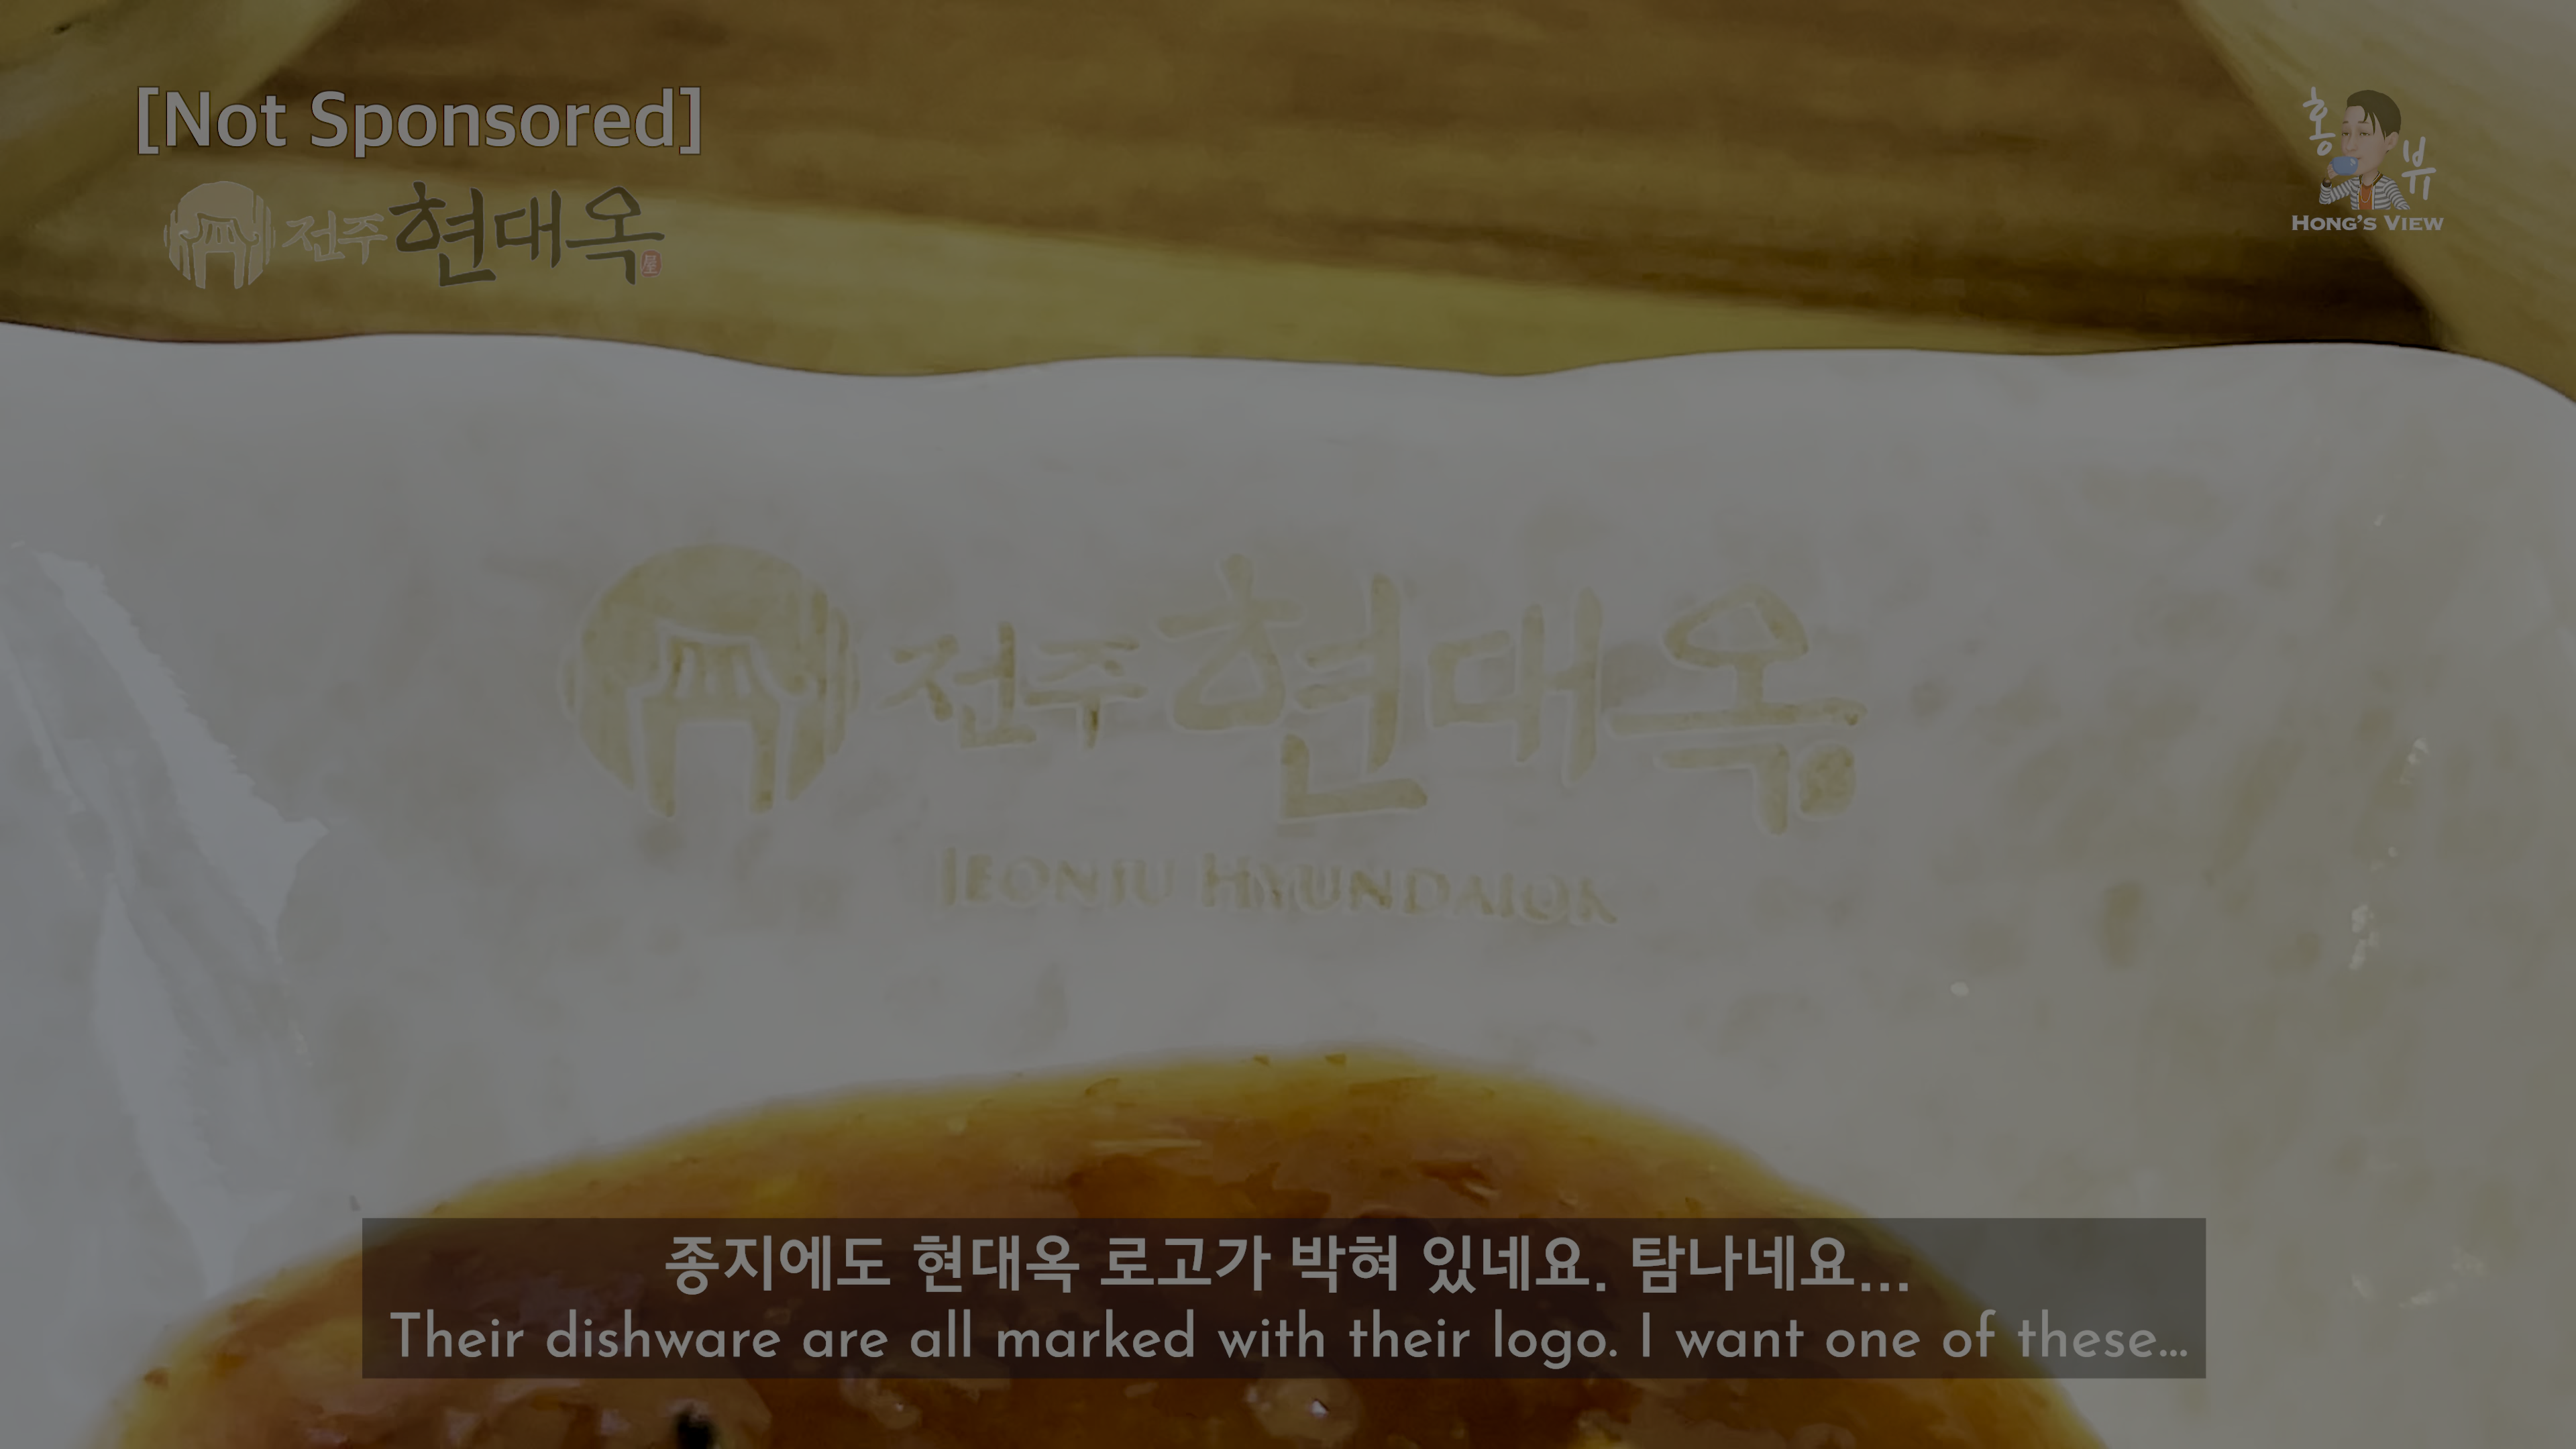 [Not Sponsored]
전주 현대옥
屋
홍뷰
HONG'S VIEW
전주 현대옥
JEONJU HYUNDAIOK
종지에도 현대옥 로고가 박혀 있네요. 탐나네요...
Their dishware are all marked with their logo. I want one of these...